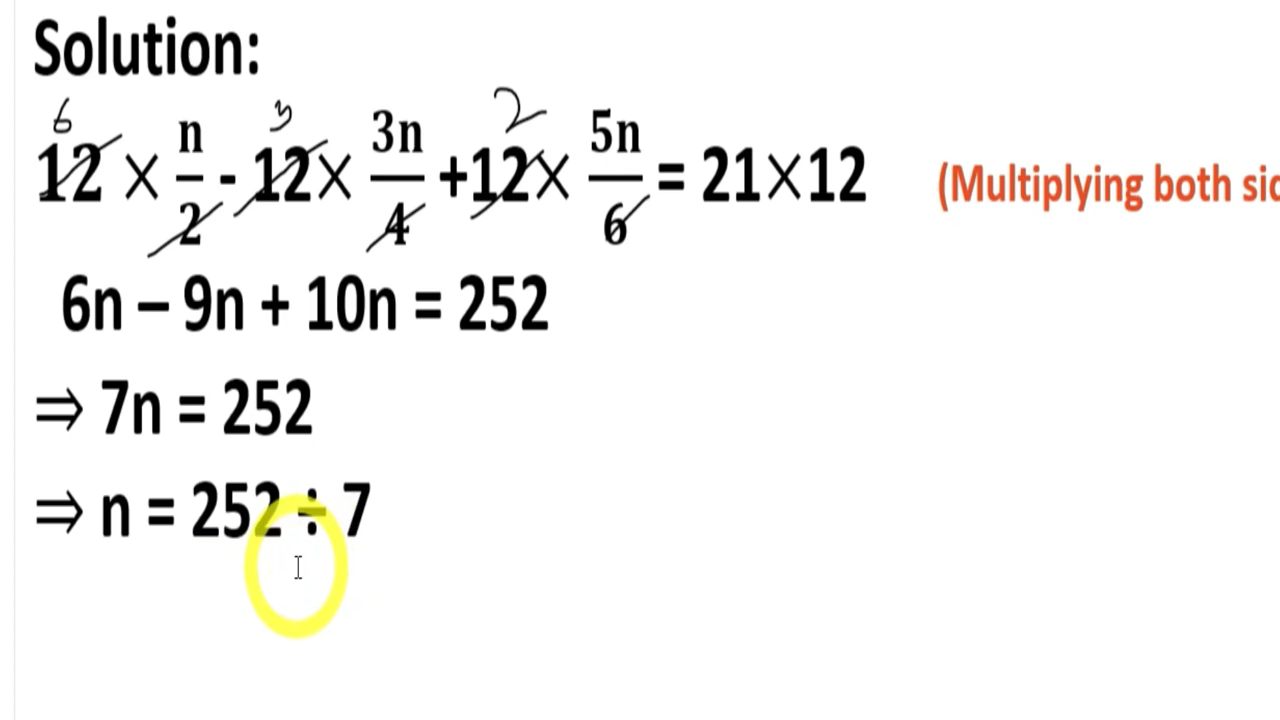 Solution:
6 3 2
12 × n/2 - 12 × 3n/4 + 12 × 5n/6 = 21×12 (Multiplying both
6n – 9n + 10n = 252
⇒ 7n = 252
⇒ n = 252 ÷ 7